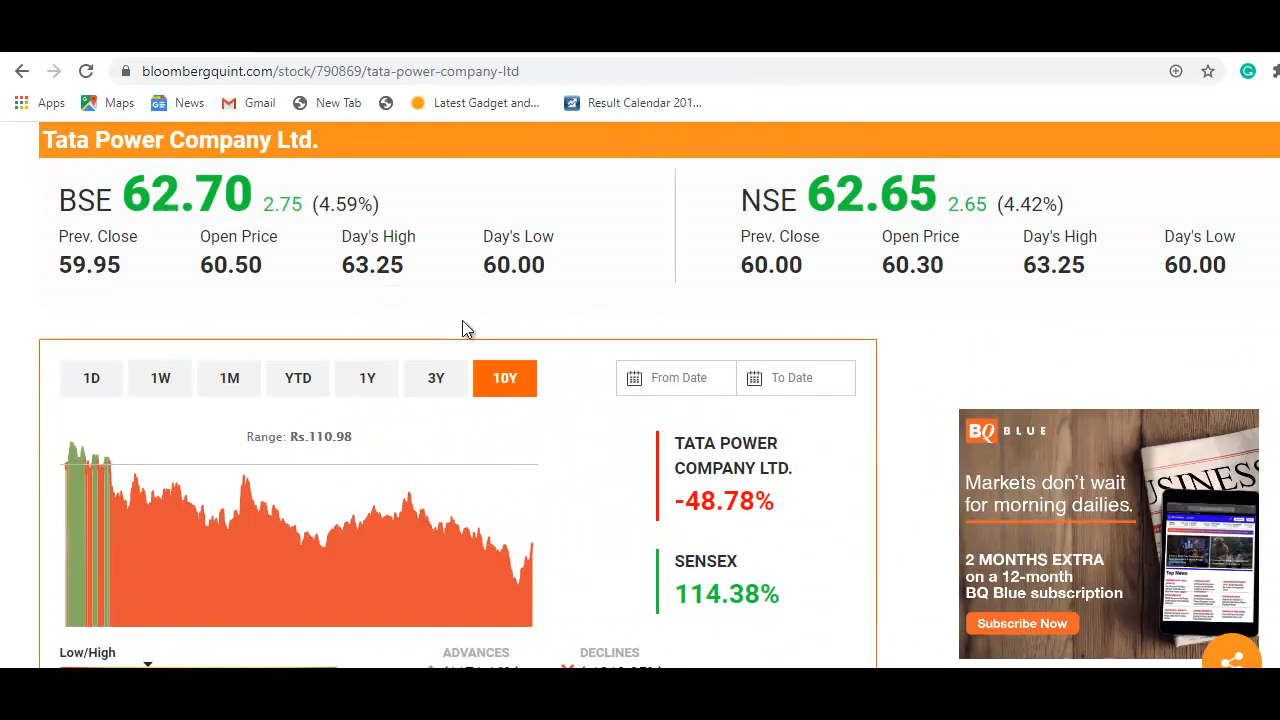 bloombergquint.com/stock/790869/tata-power-company-ltd
Apps Maps News Gmail New Tab Latest Gadget and... Result Calendar 201...
Tata Power Company Ltd.
BSE 62.70 2.75 (4.59%)
Prev. Close Open Price Day's High Day's Low
59.95 60.50 63.25 60.00
NSE 62.65 2.65 (4.42%)
Prev. Close Open Price Day's High Day's Low
60.00 60.30 63.25 60.00
1D 1W 1M YTD 1Y 3Y 10Y
From Date To Date
Range: Rs.110.98
TATA POWER
COMPANY LTD.
-48.78%
SENSEX
114.38%
Low/High
ADVANCES DECLINES
BQ BLUE
Markets don't wait
for morning dailies.
2 MONTHS EXTRA
on a 12-month
BQ Blue subscription
Subscribe Now